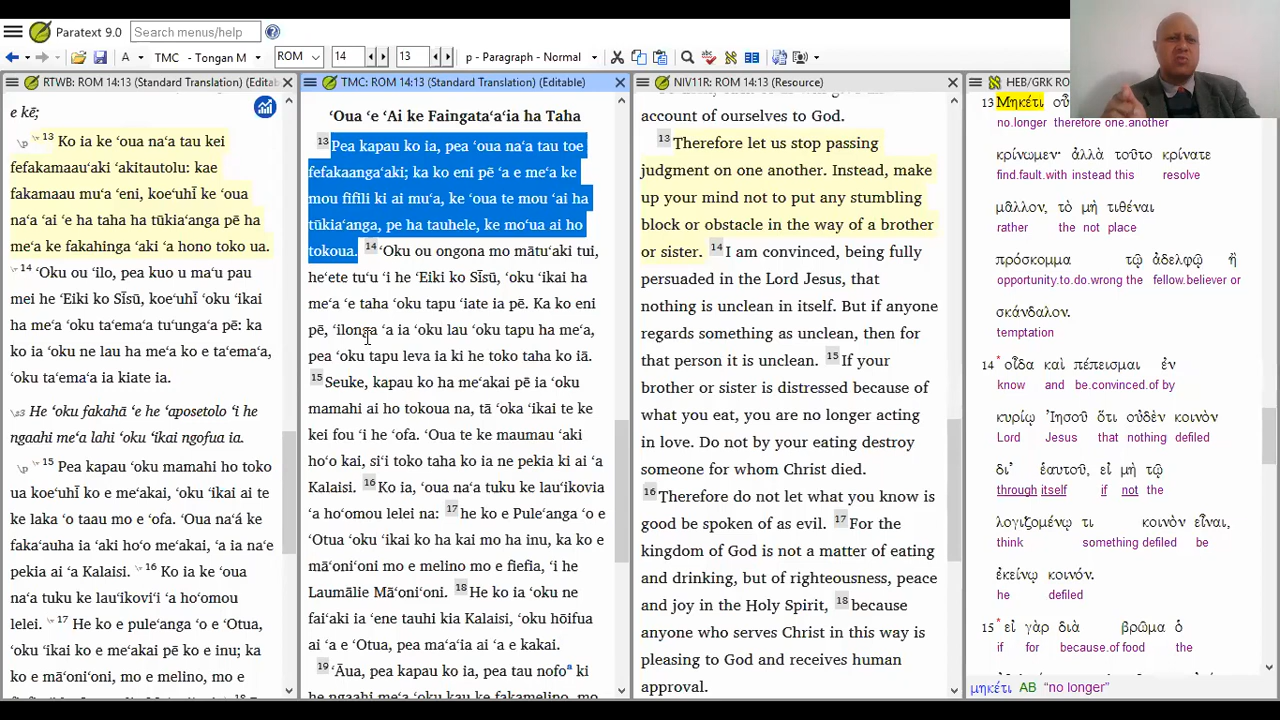 Paratext 9.0
Search menus/help
TMC - Tongan M
ROM
14
13
p - Paragraph - Normal
RTWB: ROM 14:13 (Standard Translation) (Edital
e kē;
\p 13 Ko ia ke ʻoua naʻa tau kei
fefakamaauʻaki ʻakitautolu: kae
fakamaau muʻa ʻeni, koeʻuhī ke ʻoua
naʻa ʻai ʻe ha taha ha tūkiaʻanga pē ha
meʻa ke fakahinga ʻaki ʻa hono toko ua.
14 ʻOku ou ʻilo, pea kuo u maʻu pau
mei he ʻEiki ko Sīsū, koeʻuhī ʻoku ʻikai
ha meʻa ʻoku taʻemaʻa tuʻunga pē: ka
ko ia ʻoku ne lau ha meʻa ko e taʻemaʻa,
ʻoku taʻemaʻa ia kiate ia.
\s3 He ʻoku fakahā ʻe he ʻaposetolo ʻi he
ngaahi meʻa lahi ʻoku ʻikai ngofua ia.
\p 15 Pea kapau ʻoku mamahi ho toko
ua koeʻuhī ko e meʻakai, ʻoku ʻikai ai te
ke laka ʻo taau mo e ʻofa. ʻOua naʻá ke
fakaʻauha ia ʻaki hoʻo meʻakai, ʻa ia naʻe
pekia ai ʻa Kalaisi. 16 Ko ia ke ʻoua
naʻa ke lau ʻikoviʻi ʻa hoʻomou
lelei. 17 He ko e puleʻanga ʻo e ʻOtua,
ʻoku ʻikai ko e meʻakai mo e inu; ka
ko e māʻoniʻoni, mo e melino, mo e
TMC: ROM 14:13 (Standard Translation) (Editable)
ʻOua ʻe ʻAi ke Faingataʻaʻia ha Taha
13 Pea kapau ko ia, pea ʻoua naʻa tau toe
fefakaangaʻaki; ka ko eni pē ʻa e meʻa ke
mou fifili ki ai muʻa, ke ʻoua te mou ʻai ha
tūkiaʻanga, pe ha tauhele, ke moʻua ai ho
tokoua. 14 ʻOku ou ongona mo mātuʻaki tui,
heʻete tuʻu ʻi he ʻEiki ko Sīsū, ʻoku ʻikai ha
meʻa ʻe taha ʻoku tapu ʻiate ia pē. Ka ko eni
pē, ʻilonga ʻa ia ʻoku lau ʻoku tapu ha meʻa,
pea ʻoku tapu leva ia ki he toko taha ko iā.
15 Seuke, kapau ko ha meʻakai pē ia ʻoku
mamahi ai ho tokoua na, tā ʻoka ʻikai te ke
kei fou ʻi he ʻofa. ʻOua te ke maumau ʻaki
hoʻo kai, siʻi toko taha ko ia ne pekia ki ai ʻa
Kalaisi. 16 Ko ia, ʻoua naʻa tuku ke lauʻikovia
ʻa hoʻomou lelei na: 17 he ko e Puleʻanga ʻo e
ʻOtua ʻoku ʻikai ko ha kai mo ha inu, ka ko e
māʻoniʻoni mo e melino mo e fiefia, ʻi he
Laumālie Māʻoniʻoni. 18 He ko ia ʻoku ne
faiʻaki ia ʻene tauhi kia Kalaisi, ʻoku hōifua
ai ʻa e ʻOtua, pea maʻaʻia ai ʻa e kakai.
19 ʻĀua, pea kapau ko ia, pea tau nofo a ki
he ngaahi meʻa ʻoku kau ki he fakamelino, mo
NIV11R: ROM 14:13 (Resource)
account of ourselves to God.
13 Therefore let us stop passing
judgment on one another. Instead, make
up your mind not to put any stumbling
block or obstacle in the way of a brother
or sister. 14 I am convinced, being fully
persuaded in the Lord Jesus, that
nothing is unclean in itself. But if anyone
regards something as unclean, then for
that person it is unclean. 15 If your
brother or sister is distressed because of
what you eat, you are no longer acting
in love. Do not by your eating destroy
someone for whom Christ died.
16 Therefore do not let what you know is
good be spoken of as evil. 17 For the
kingdom of God is not a matter of eating
and drinking, but of righteousness, peace
and joy in the Holy Spirit, 18 because
anyone who serves Christ in this way is
pleasing to God and receives human
approval.
HEB/GRK RO
13 Μηκέτι οὖ
no.longer therefore one.another
κρίνωμεν· ἀλλὰ τοῦτο κρίνατε
find.fault.with instead this resolve
μᾶλλον, τὸ μὴ τιθέναι
rather the not place
πρόσκομμα τῷ ἀδελφῷ ἢ
opportunity.to.do.wrong the fellow.believer or
σκάνδαλον.
temptation
14 * οἶδα καὶ πέπεισμαι ἐν
know and be.convinced.of by
κυρίῳ Ἰησοῦ ὅτι οὐδὲν κοινὸν
Lord Jesus that nothing defiled
δι’ ἑαυτοῦ, εἰ μὴ τῷ
through itself if not the
λογιζομένῳ τι κοινὸν εἶναι,
think something defiled be
ἐκείνῳ κοινόν.
he defiled
15 * εἰ γὰρ διὰ βρῶμα ὁ
if for because.of food the
μηκέτι AB “no longer”